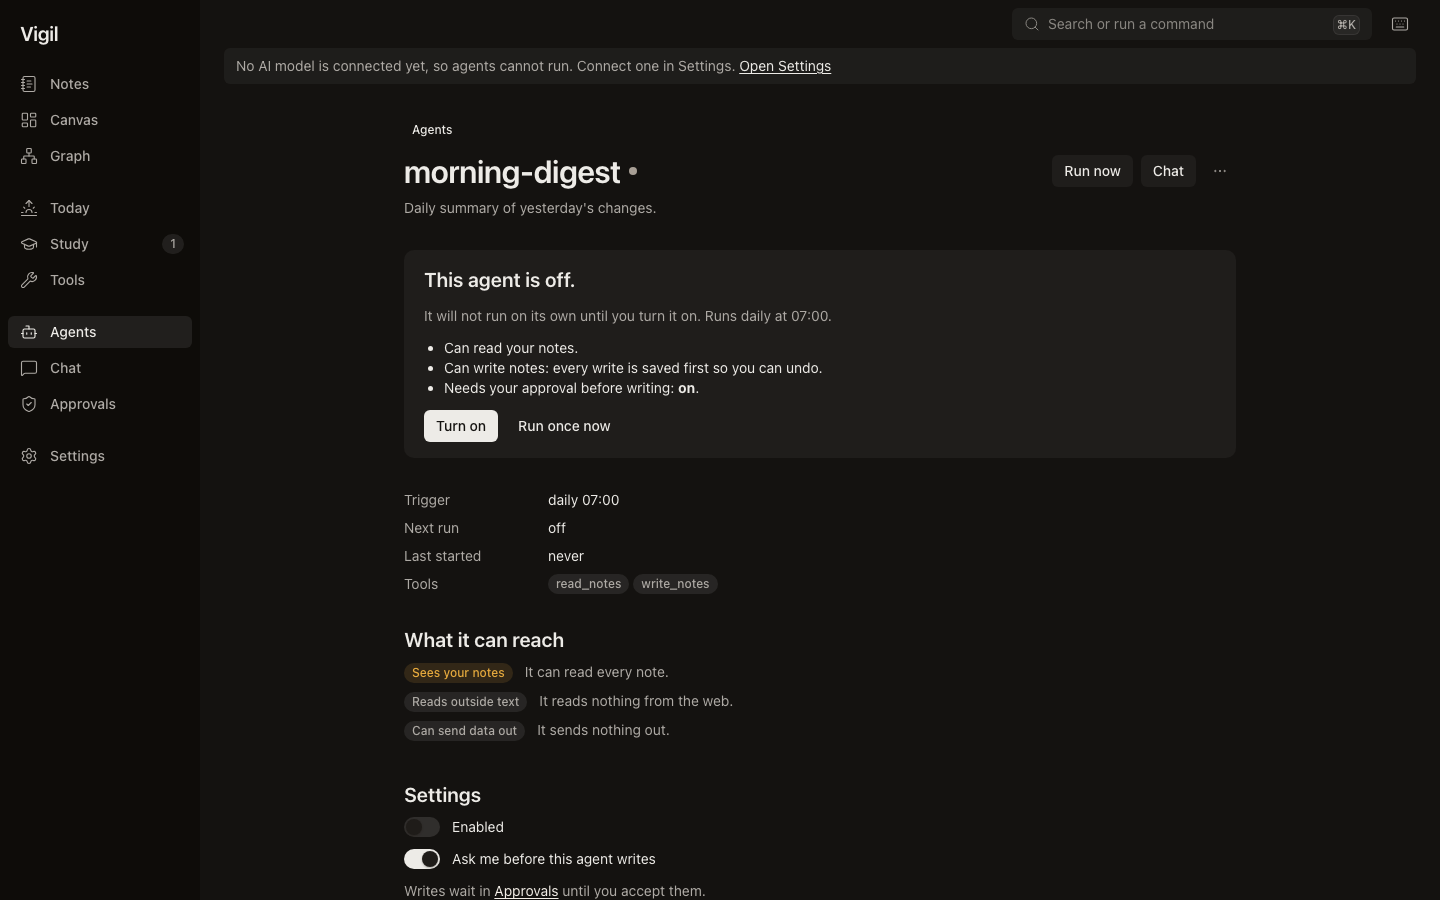 Vigil
Search or run a command ⌘K
No AI model is connected yet, so agents cannot run. Connect one in Settings. Open Settings
Notes
Canvas
Graph
Today
Study 1
Tools
Agents
Chat
Approvals
Settings
Agents
morning-digest
Run now
Chat
Daily summary of yesterday's changes.
This agent is off.
It will not run on its own until you turn it on. Runs daily at 07:00.
Can read your notes.
Can write notes: every write is saved first so you can undo.
Needs your approval before writing: on.
Turn on
Run once now
Trigger daily 07:00
Next run off
Last started never
Tools read_notes write_notes
What it can reach
Sees your notes It can read every note.
Reads outside text It reads nothing from the web.
Can send data out It sends nothing out.
Settings
Enabled
Ask me before this agent writes
Writes wait in Approvals until you accept them.